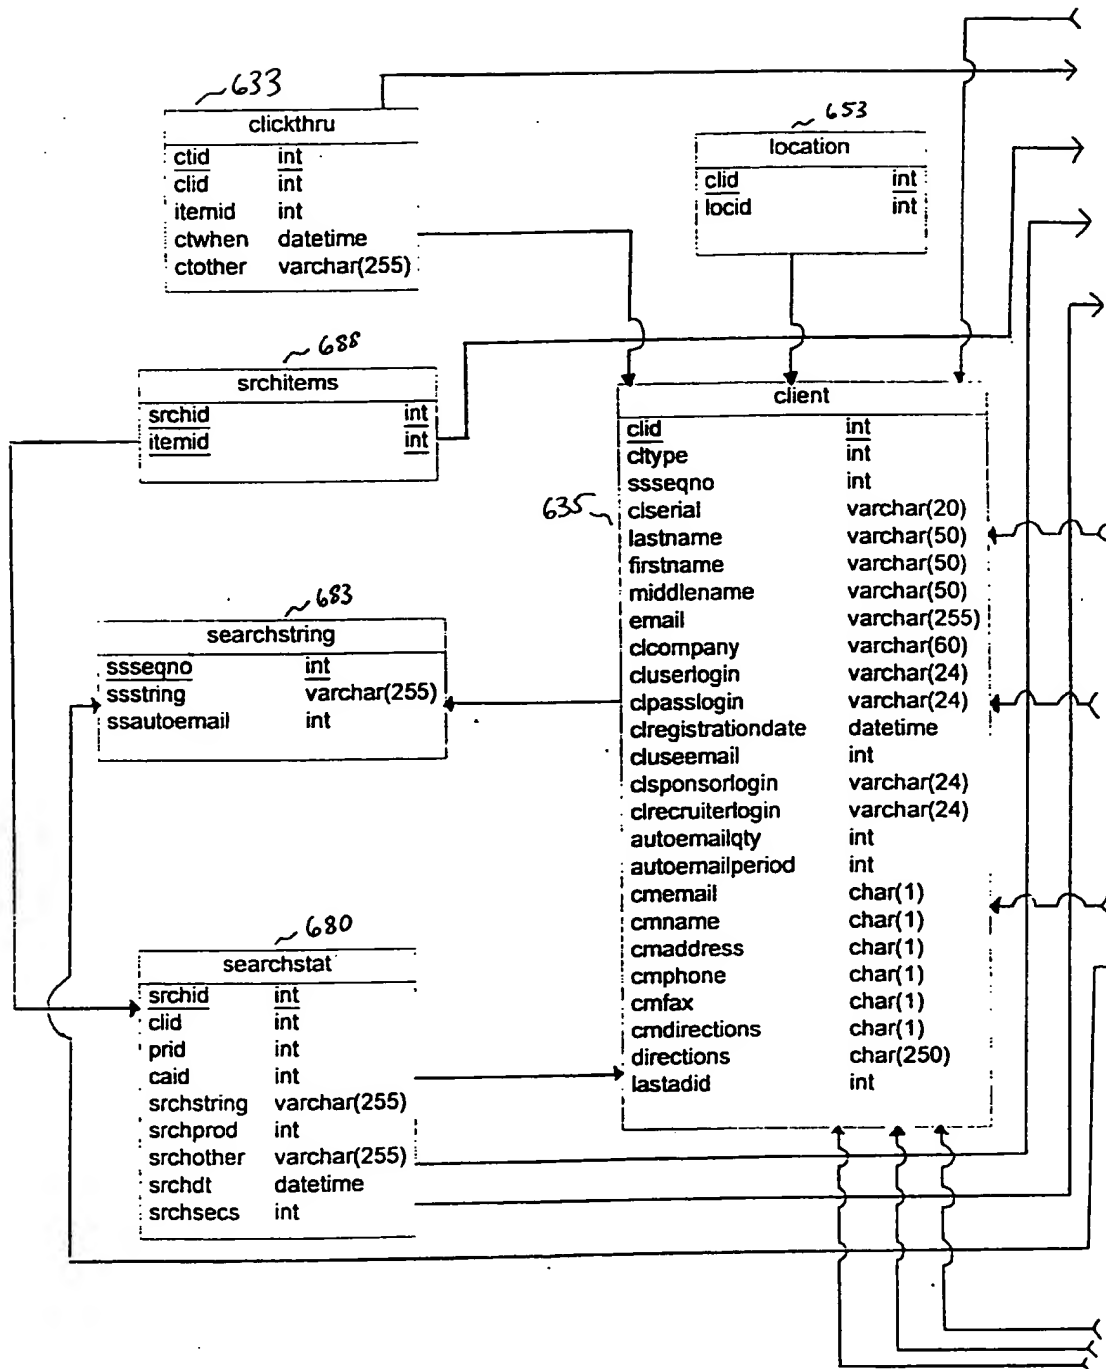 633
clickthru
ctid int
clid int
itemid int
ctwhen datetime
ctother varchar(255)
653
location
clid int
locid int
688
srchitems
srchid int
itemid int
client
clid int
cltype int
ssseqno int
clserial varchar(20)
635
lastname varchar(50)
firstname varchar(50)
middlename varchar(50)
email varchar(255)
clcompany varchar(60)
cluserlogin varchar(24)
clpasslogin varchar(24)
clregistrationdate datetime
cluseemail int
clsponsorlogin varchar(24)
clrecruiterlogin varchar(24)
autoemailqty int
autoemailperiod int
cmemail char(1)
cmname char(1)
cmaddress char(1)
cmphone char(1)
cmfax char(1)
cmdirections char(1)
directions char(250)
lastadid int
683
searchstring
ssseqno int
ssstring varchar(255)
ssautoemail int
680
searchstat
srchid int
clid int
prid int
caid int
srchstring varchar(255)
srchprod int
srchother varchar(255)
srchdt datetime
srchsecs int